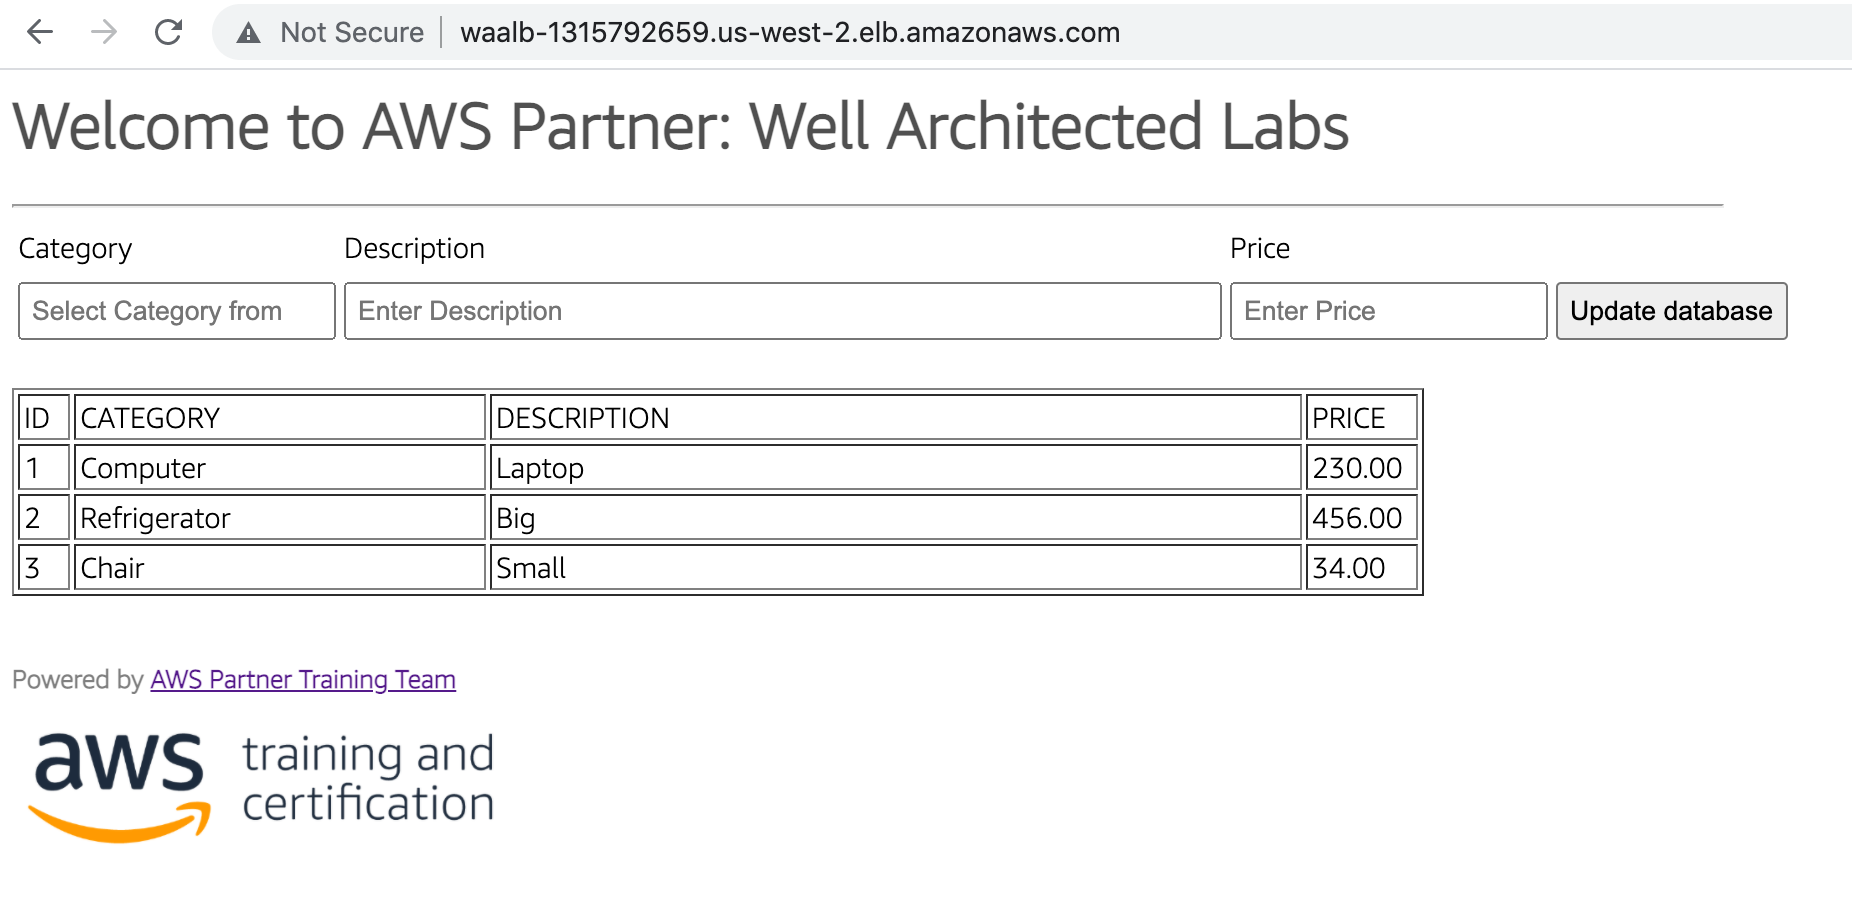 Not Secure waalb-1315792659.us-west-2.elb.amazonaws.com
Welcome to AWS Partner: Well Architected Labs
Category Description Price
Select Category from Enter Description Enter Price Update database
ID CATEGORY DESCRIPTION PRICE
1 Computer Laptop 230.00
2 Refrigerator Big 456.00
3 Chair Small 34.00
Powered by AWS Partner Training Team
aws training and
certification